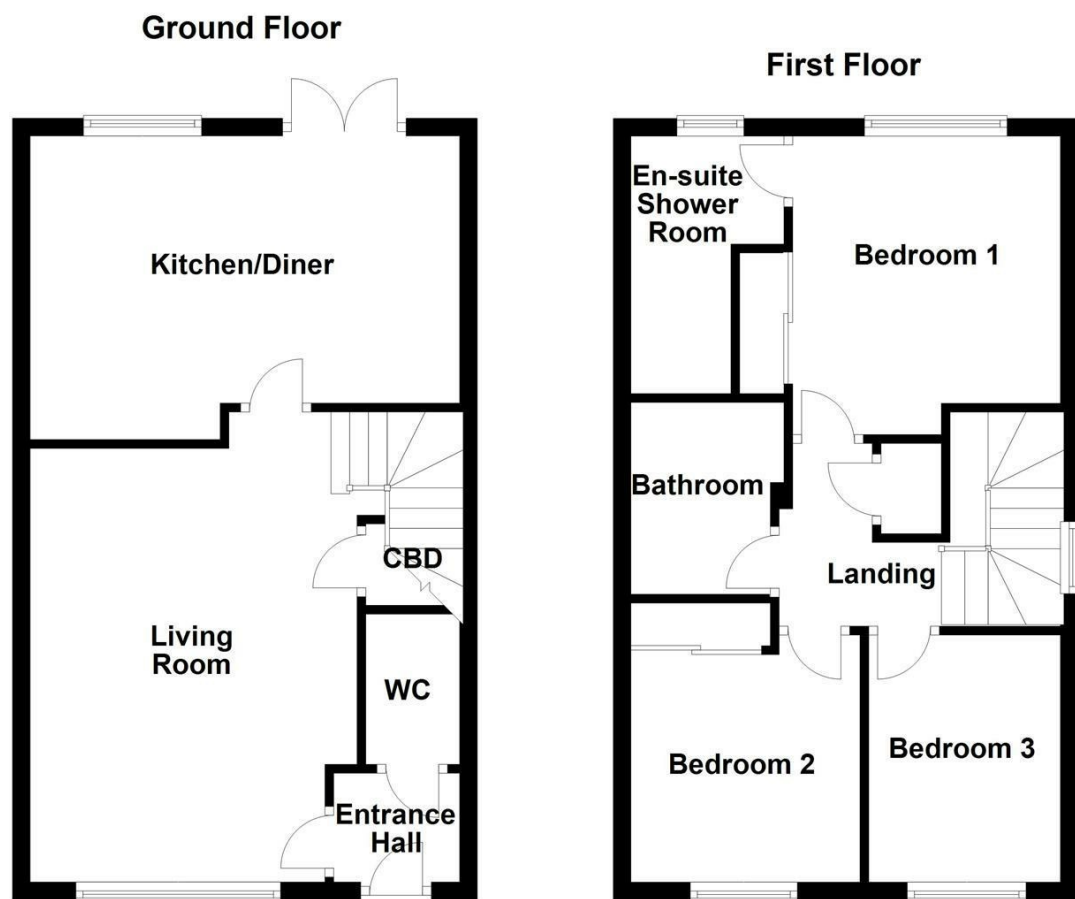 Ground Floor
Kitchen/Diner
CBD
Living
Room
WC
Entrance
Hall
First Floor
En-suite
Shower
Room
Bedroom 1
Bathroom
Landing
Bedroom 2
Bedroom 3